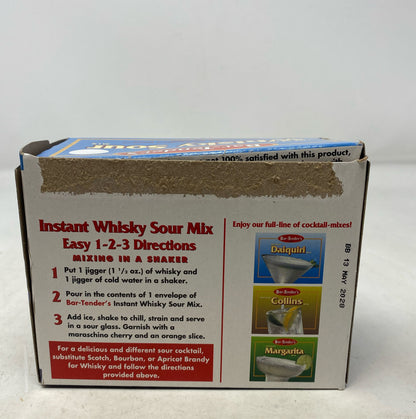 100% satisfied with this product,
Instant Whisky Sour Mix
Easy 1-2-3 Directions
MIXING IN A SHAKER
1 Put 1 jigger (1 1/2 oz.) of whisky and
1 jigger of cold water in a shaker.
2 Pour in the contents of 1 envelope of
Bar-Tender's Instant Whisky Sour Mix.
3 Add ice, shake to chill, strain and serve
in a sour glass. Garnish with a
maraschino cherry and an orange slice.
For a delicious and different sour cocktail,
substitute Scotch, Bourbon, or Apricot Brandy
for Whisky and follow the directions
provided above.
Enjoy our full-line of cocktail-mixes!
Bar-Tender's
Daiquiri
Bar-Tender's
Collins
Bar-Tender's
Margarita
BB 13 MAY 2028